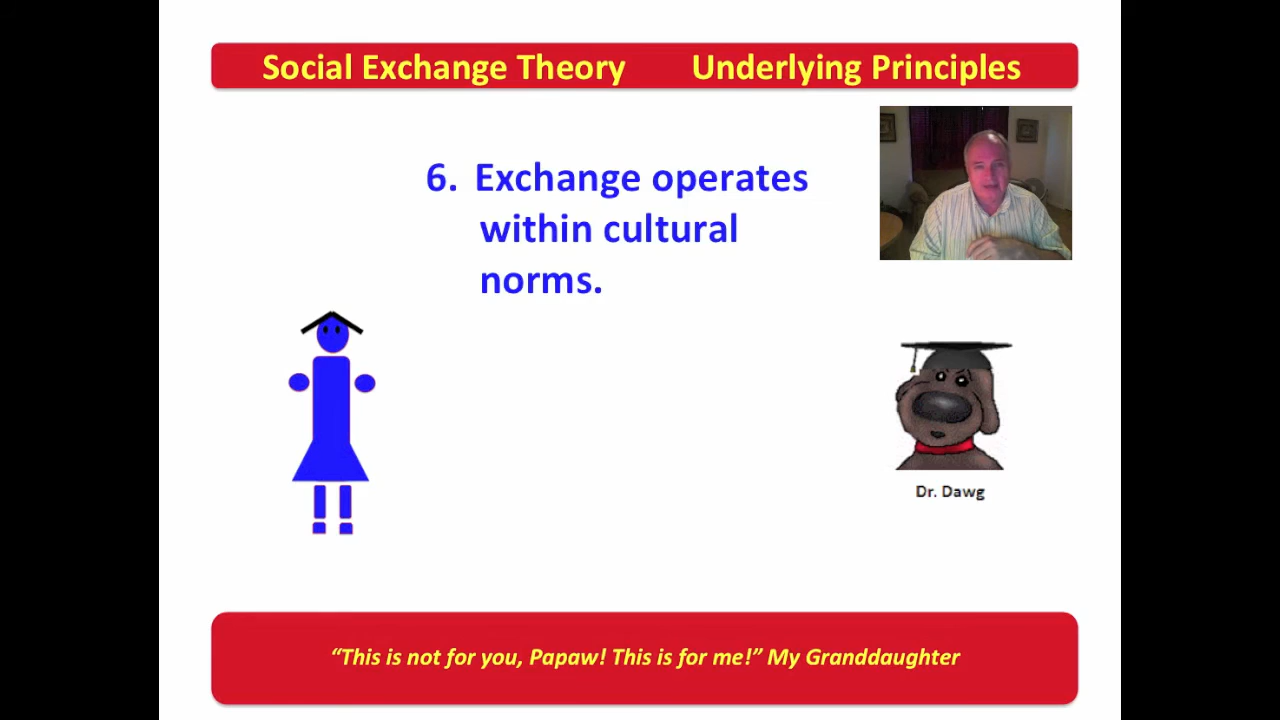 Social Exchange Theory Underlying Principles
6. Exchange operates
within cultural
norms.
Dr. Dawg
“This is not for you, Papaw! This is for me!” My Granddaughter